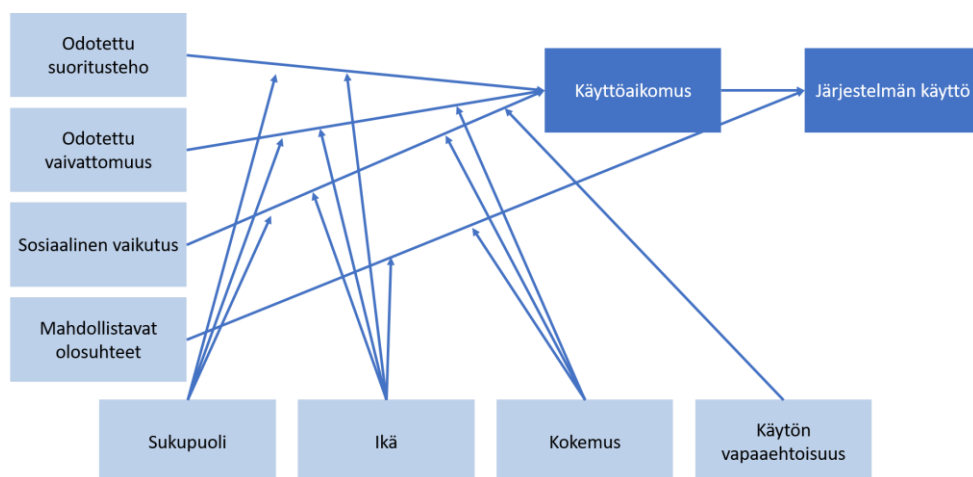 Odotettu
suoritusteho
Käyttöaikomus
Järjestelmän käyttö
Odotettu
vaivattomuus
Sosiaalinen vaikutus
Mahdollistavat
olosuhteet
Sukupuoli
Ikä
Kokemus
Käytön
vapaaehtoisuus